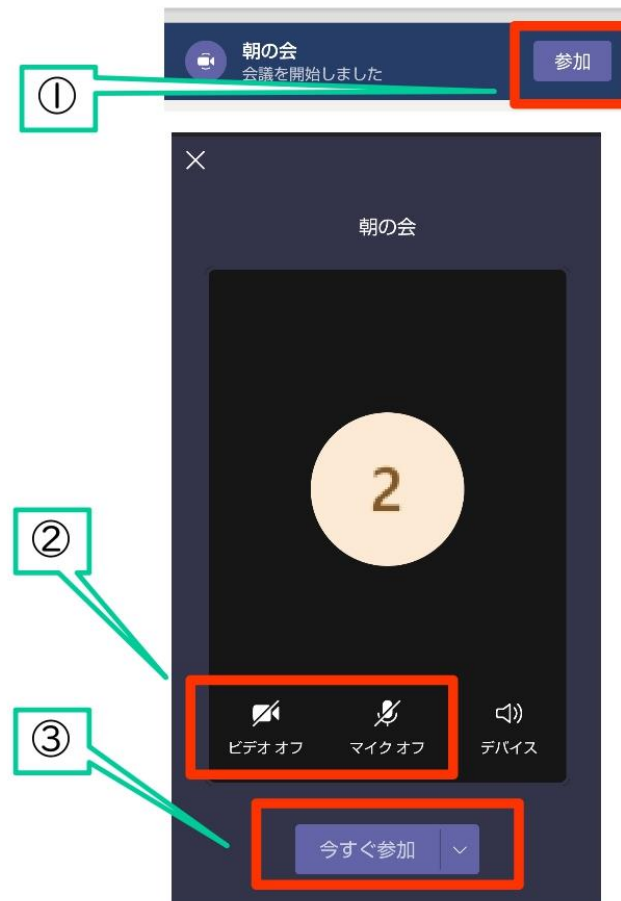 朝の会
会議を開始しました
参加
①
朝の会
2
②
ビデオ オフ
マイク オフ
デバイス
③
今すぐ参加